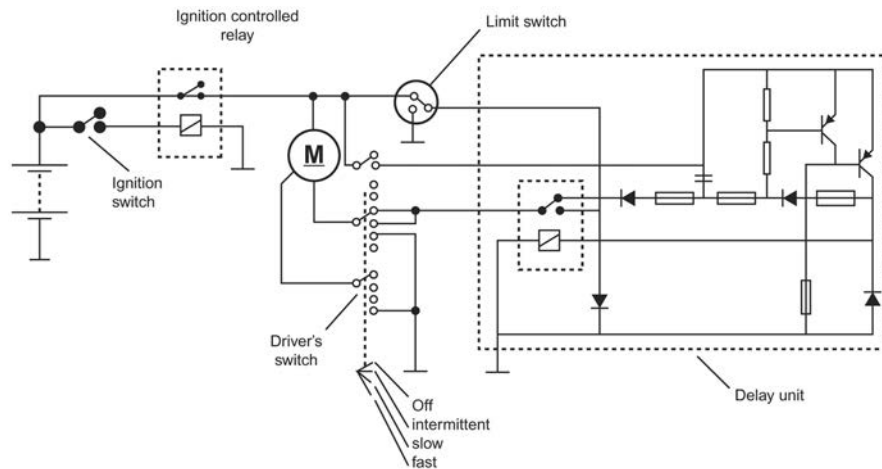 Ignition controlled
relay
Limit switch
Ignition
switch
M
Driver's
switch
Off
intermittent
slow
fast
Delay unit